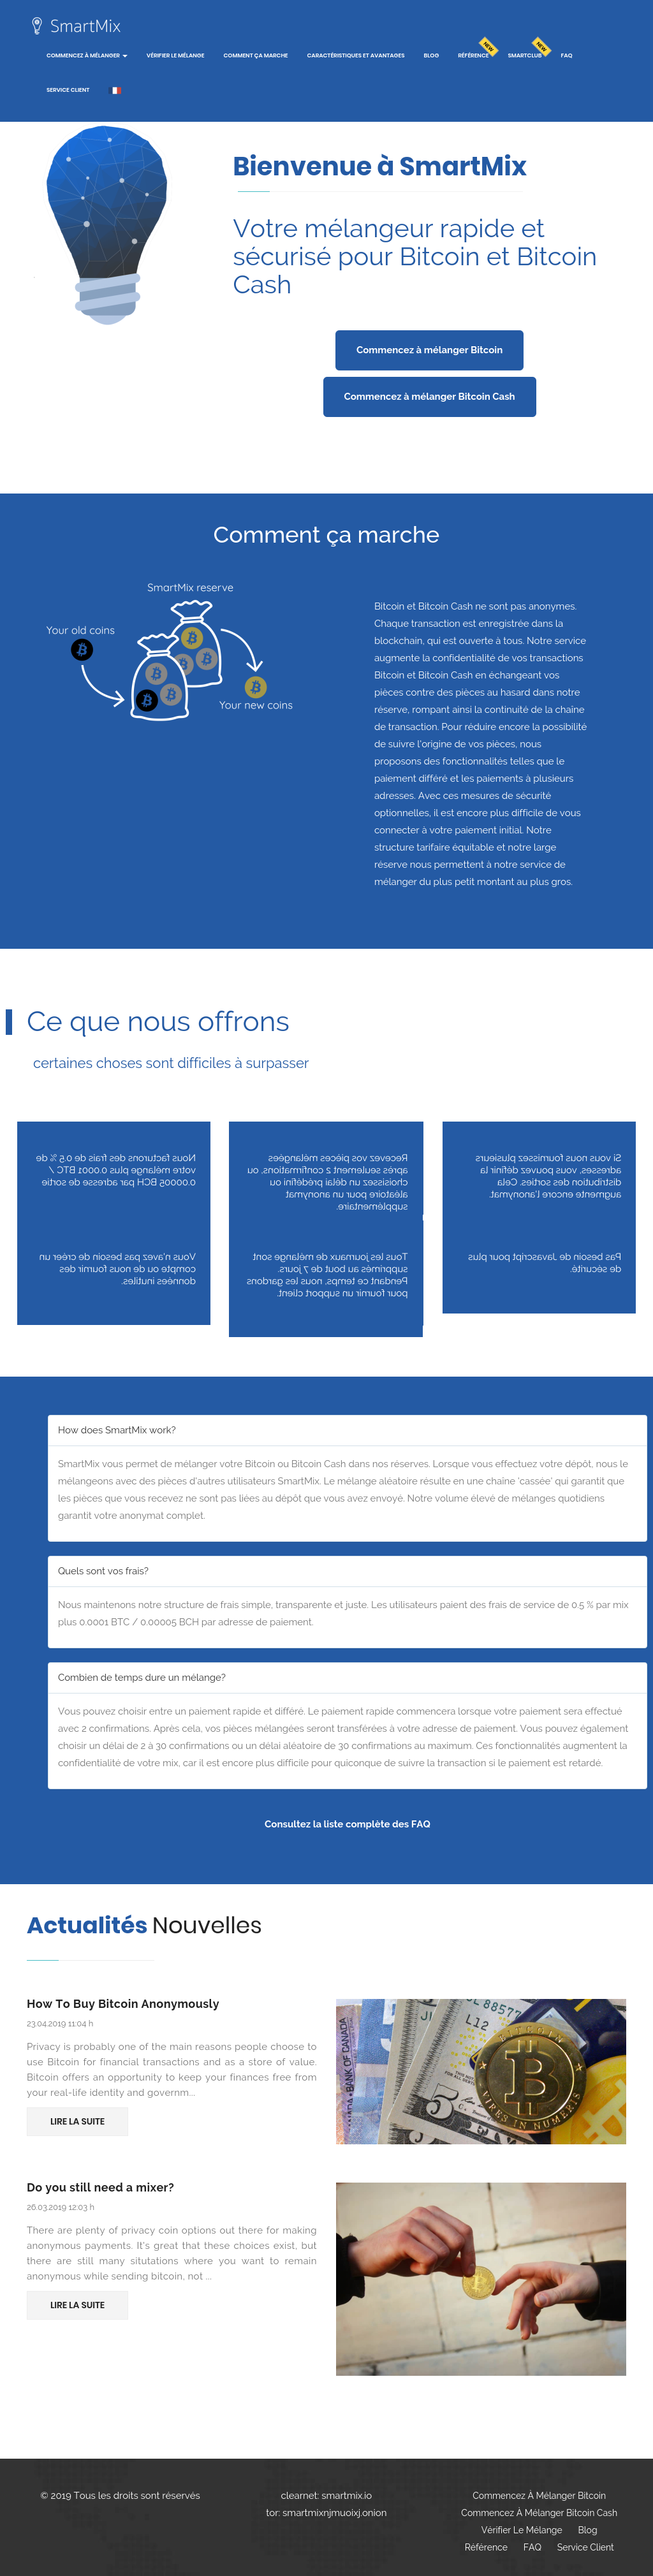 SmartMix
COMMENCEZ À MÉLANGER
VÉRIFIER LE MÉLANGE
COMMENT ÇA MARCHE
CARACTÉRISTIQUES ET AVANTAGES
BLOG
RÉFÉRENCE
NEW
SMARTCLUB
NEW
FAQ
SERVICE CLIENT
Bienvenue à SmartMix
Votre mélangeur rapide et
sécurisé pour Bitcoin et Bitcoin
Cash
Commencez à mélanger Bitcoin
Commencez à mélanger Bitcoin Cash
Comment ça marche
SmartMix reserve
Your old coins
Your new coins
Bitcoin et Bitcoin Cash ne sont pas anonymes.
Chaque transaction est enregistrée dans la
blockchain, qui est ouverte à tous. Notre service
augmente la confidentialité de vos transactions
Bitcoin et Bitcoin Cash en échangeant vos
pièces contre des pièces au hasard dans notre
réserve, rompant ainsi la continuité de la chaîne
de transaction. Pour réduire encore la possibilité
de suivre l'origine de vos pièces, nous
proposons des fonctionnalités telles que le
paiement différé et les paiements à plusieurs
adresses. Avec ces mesures de sécurité
optionnelles, il est encore plus difficile de vous
connecter à votre paiement initial. Notre
structure tarifaire équitable et notre large
réserve nous permettent à notre service de
mélanger du plus petit montant au plus gros.
Ce que nous offrons
certaines choses sont difficiles à surpasser
Nous facturons des frais de 0.5 % de
votre mélange plus 0.0001 BTC /
0.00005 BCH par adresse de sortie
Vous n'avez pas besoin de créer un
compte ou de nous fournir des
données inutiles.
Recevez vos pièces mélangées
après seulement 2 confirmations, ou
choisissez un délai prédéfini ou
aléatoire pour un anonymat
supplémentaire.
Tous les journaux de mélange sont
supprimés au bout de 7 jours.
Pendant ce temps, nous les gardons
pour fournir un support client.
Si vous nous fournissez plusieurs
adresses, vous pouvez définir la
distribution des sorties. Cela
augmente encore l'anonymat.
Pas besoin de Javascript pour plus
de sécurité.
How does SmartMix work?
SmartMix vous permet de mélanger votre Bitcoin ou Bitcoin Cash dans nos réserves. Lorsque vous effectuez votre dépôt, nous le
mélangeons avec des pièces d'autres utilisateurs SmartMix. Le mélange aléatoire résulte en une chaîne 'cassée' qui garantit que
les pièces que vous recevez ne sont pas liées au dépôt que vous avez envoyé. Notre volume élevé de mélanges quotidiens
garantit votre anonymat complet.
Quels sont vos frais?
Nous maintenons notre structure de frais simple, transparente et juste. Les utilisateurs paient des frais de service de 0.5 % par mix
plus 0.0001 BTC / 0.00005 BCH par adresse de paiement.
Combien de temps dure un mélange?
Vous pouvez choisir entre un paiement rapide et différé. Le paiement rapide commencera lorsque votre paiement sera effectué
avec 2 confirmations. Après cela, vos pièces mélangées seront transférées à votre adresse de paiement. Vous pouvez également
choisir un délai de 2 à 30 confirmations ou un délai aléatoire de 30 confirmations au maximum. Ces fonctionnalités augmentent la
confidentialité de votre mix, car il est encore plus difficile pour quiconque de suivre la transaction si le paiement est retardé.
Consultez la liste complète des FAQ
Actualités Nouvelles
How To Buy Bitcoin Anonymously
23.04.2019 11:04 h
Privacy is probably one of the main reasons people choose to
use Bitcoin for financial transactions and as a store of value.
Bitcoin offers an opportunity to keep your finances free from
your real-life identity and governm...
LIRE LA SUITE
BANK OF CANADA
L12
BITCOIN
VIRES IN NUMERIS
Do you still need a mixer?
26.03.2019 12:03 h
There are plenty of privacy coin options out there for making
anonymous payments. It's great that these choices exist, but
there are still many situtations where you want to remain
anonymous while sending bitcoin, not ...
LIRE LA SUITE
© 2019 Tous les droits sont réservés
clearnet: smartmix.io
tor: smartmixnjmuoixj.onion
Commencez À Mélanger Bitcoin
Commencez À Mélanger Bitcoin Cash
Vérifier Le Mélange Blog
Référence FAQ Service Client